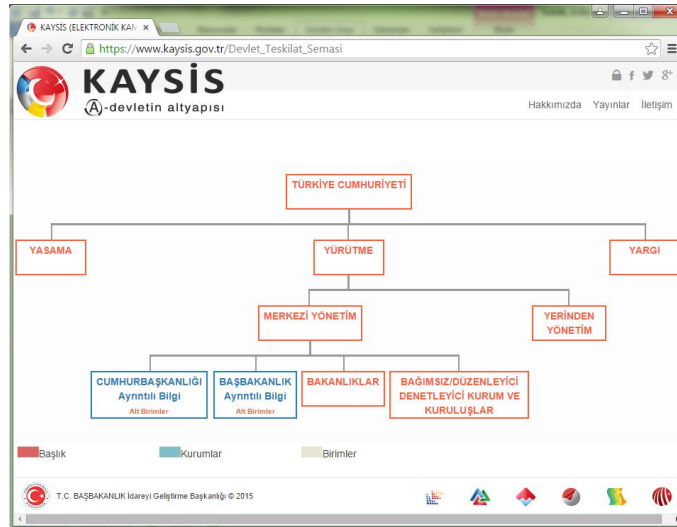 KAYSİS (ELEKTRONİK KAM
https://www.kaysis.gov.tr/Devlet_Teskilat_Semasi
KAYSİS
A-devletin altyapısı
Hakkımızda Yayınlar İletişim
TÜRKİYE CUMHURİYETİ
YASAMA YÜRÜTME YARGI
MERKEZİ YÖNETİM YERİNDEN
YÖNETİM
CUMHURBAŞKANLIĞI
Ayrıntılı Bilgi
Alt Birimler
BAŞBAKANLIK
Ayrıntılı Bilgi
Alt Birimler
BAKANLIKLAR
BAĞIMSIZ/DÜZENLEYİCİ
DENETLEYİCİ KURUM VE
KURULUŞLAR
Başlık Kurumlar Birimler
T.C. BAŞBAKANLIK İdareyi Geliştirme Başkanlığı © 2015